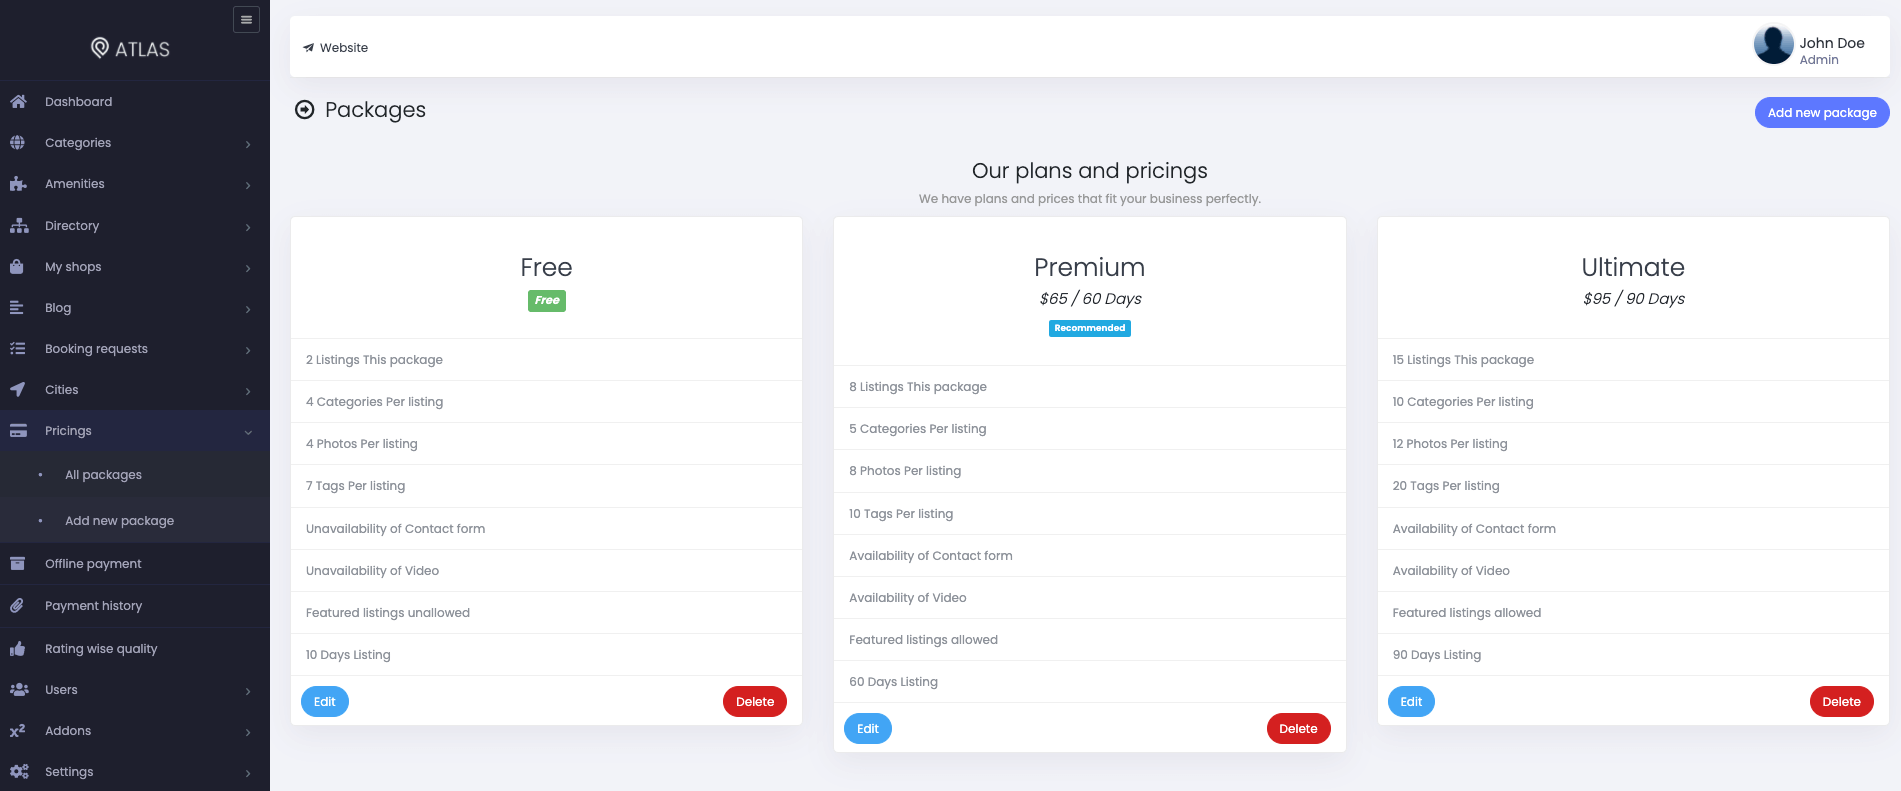 ATLAS
Dashboard
Categories
Amenities
Directory
My shops
Blog
Booking requests
Cities
Pricings
All packages
Add new package
Offline payment
Payment history
Rating wise quality
Users
Addons
Settings
Website
John Doe
Admin
Packages
Add new package
Our plans and pricings
We have plans and prices that fit your business perfectly.
Free
Free
2 Listings This package
4 Categories Per listing
4 Photos Per listing
7 Tags Per listing
Unavailability of Contact form
Unavailability of Video
Featured listings unallowed
10 Days Listing
Edit
Delete
Premium
$65 / 60 Days
Recommended
8 Listings This package
5 Categories Per listing
8 Photos Per listing
10 Tags Per listing
Availability of Contact form
Availability of Video
Featured listings allowed
60 Days Listing
Edit
Delete
Ultimate
$95 / 90 Days
15 Listings This package
10 Categories Per listing
12 Photos Per listing
20 Tags Per listing
Availability of Contact form
Availability of Video
Featured listings allowed
90 Days Listing
Edit
Delete